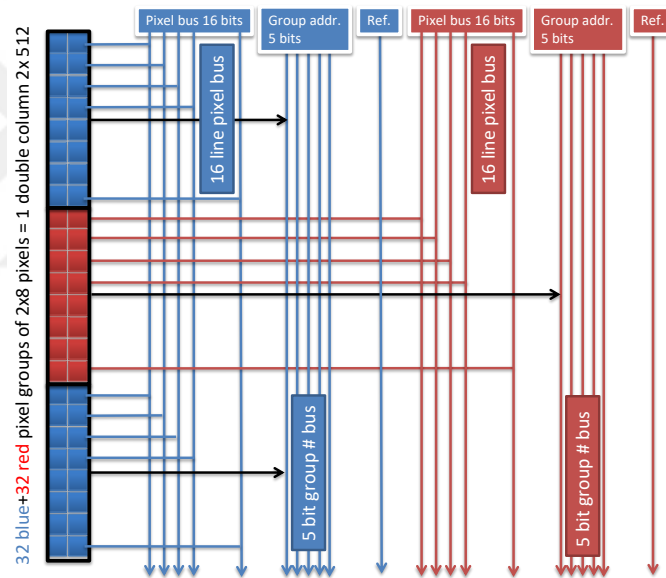 Pixel bus 16 bits
Group addr.
5 bits
Ref.
Pixel bus 16 bits
Group addr.
5 bits
Ref.
16 line pixel bus
16 line pixel bus
32 blue+32 red pixel groups of 2x8 pixels = 1 double column 2x 512
5 bit group # bus
5 bit group # bus